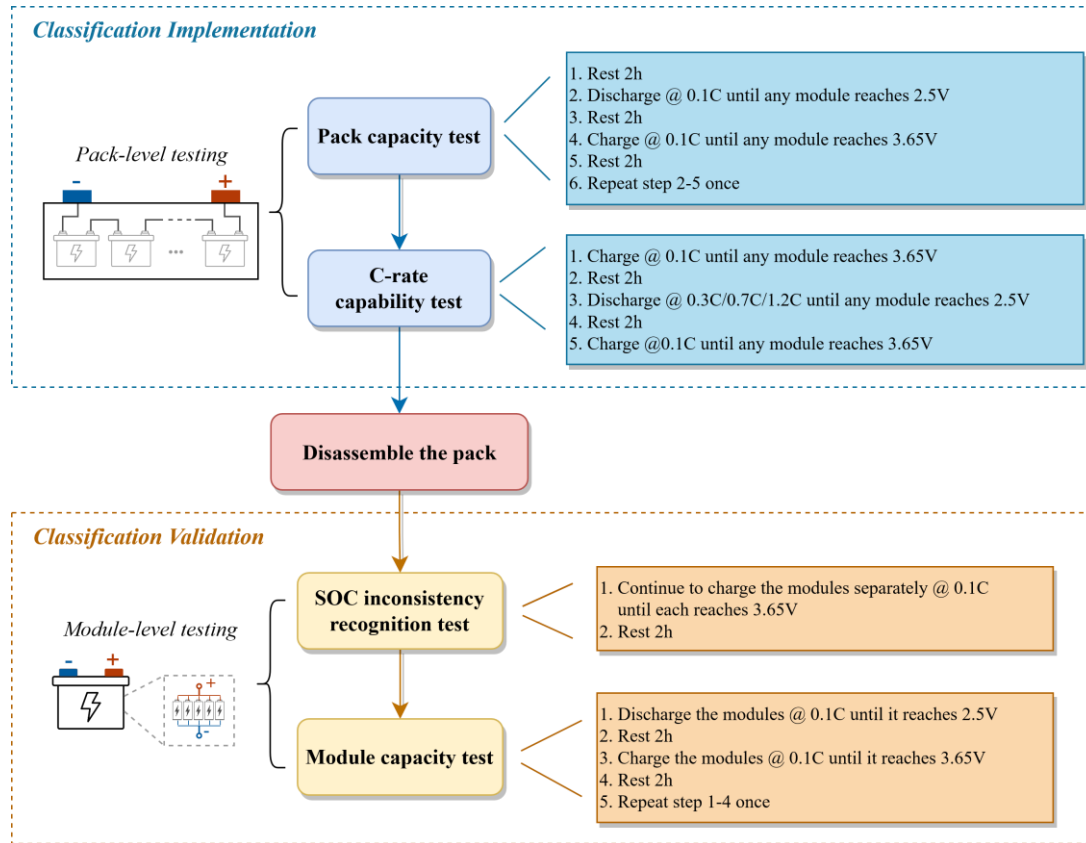 Classification Implementation
Pack-level testing
-
+
...
Pack capacity test
1. Rest 2h
2. Discharge @ 0.1C until any module reaches 2.5V
3. Rest 2h
4. Charge @ 0.1C until any module reaches 3.65V
5. Rest 2h
6. Repeat step 2-5 once
C-rate
capability test
1. Charge @ 0.1C until any module reaches 3.65V
2. Rest 2h
3. Discharge @ 0.3C/0.7C/1.2C until any module reaches 2.5V
4. Rest 2h
5. Charge @0.1C until any module reaches 3.65V
Disassemble the pack
Classification Validation
Module-level testing
-
+
+
-
SOC inconsistency
recognition test
1. Continue to charge the modules separately @ 0.1C
until each reaches 3.65V
2. Rest 2h
Module capacity test
1. Discharge the modules @ 0.1C until it reaches 2.5V
2. Rest 2h
3. Charge the modules @ 0.1C until it reaches 3.65V
4. Rest 2h
5. Repeat step 1-4 once